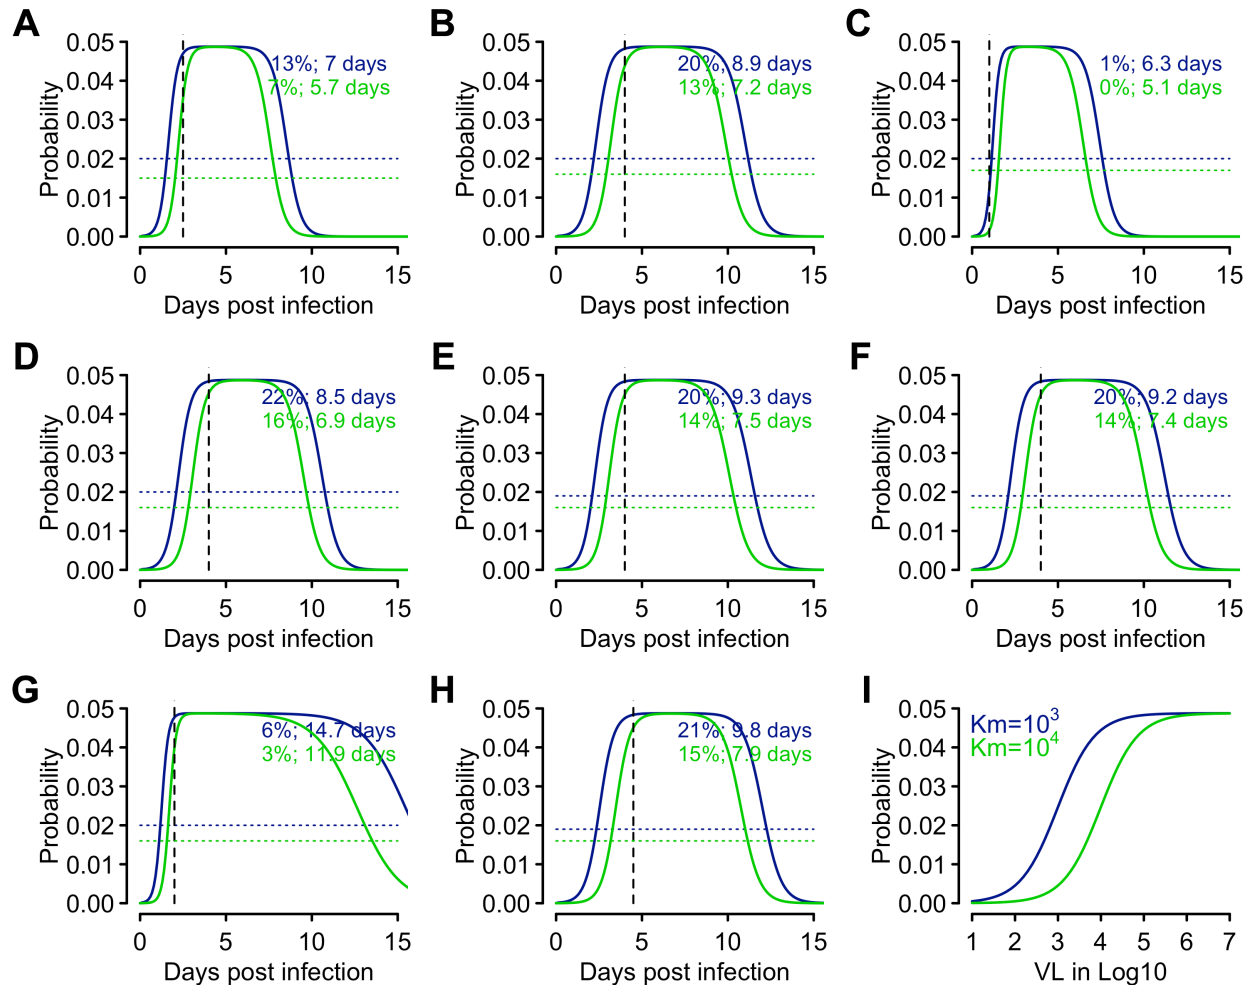 A
B
C
Probability
0.05
0.04
0.03
0.02
0.01
0.00
13%; 7 days
7%; 5.7 days
0
5
10
15
Days post infection
Probability
0.05
0.04
0.03
0.02
0.01
0.00
20%; 8.9 days
13%; 7.2 days
0
5
10
15
Days post infection
Probability
0.05
0.04
0.03
0.02
0.01
0.00
1%; 6.3 days
0%; 5.1 days
0
5
10
15
Days post infection
D
E
F
Probability
0.05
0.04
0.03
0.02
0.01
0.00
22%; 8.5 days
16%; 6.9 days
0
5
10
15
Days post infection
Probability
0.05
0.04
0.03
0.02
0.01
0.00
20%; 9.3 days
14%; 7.5 days
0
5
10
15
Days post infection
Probability
0.05
0.04
0.03
0.02
0.01
0.00
20%; 9.2 days
14%; 7.4 days
0
5
10
15
Days post infection
G
H
I
Probability
0.05
0.04
0.03
0.02
0.01
0.00
6%; 14.7 days
3%; 11.9 days
0
5
10
15
Days post infection
Probability
0.05
0.04
0.03
0.02
0.01
0.00
21%; 9.8 days
15%; 7.9 days
0
5
10
15
Days post infection
Probability
0.05
0.04
0.03
0.02
0.01
0.00
Km=10³
Km=10⁴
1
2
3
4
5
6
7
VL in Log10